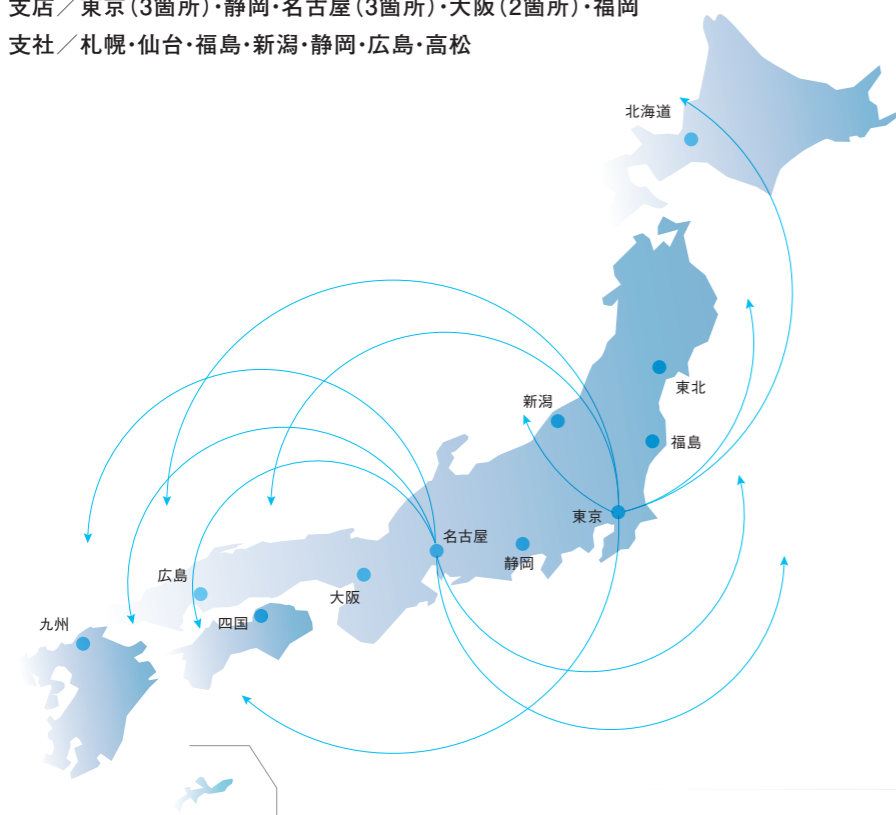 支店／東京(3箇所)・静岡・名古屋(3箇所)・大阪(2箇所)・福岡
支社／札幌・仙台・福島・新潟・静岡・広島・高松
北海道
東北
新潟
福島
東京
名古屋
静岡
広島
大阪
九州
四国